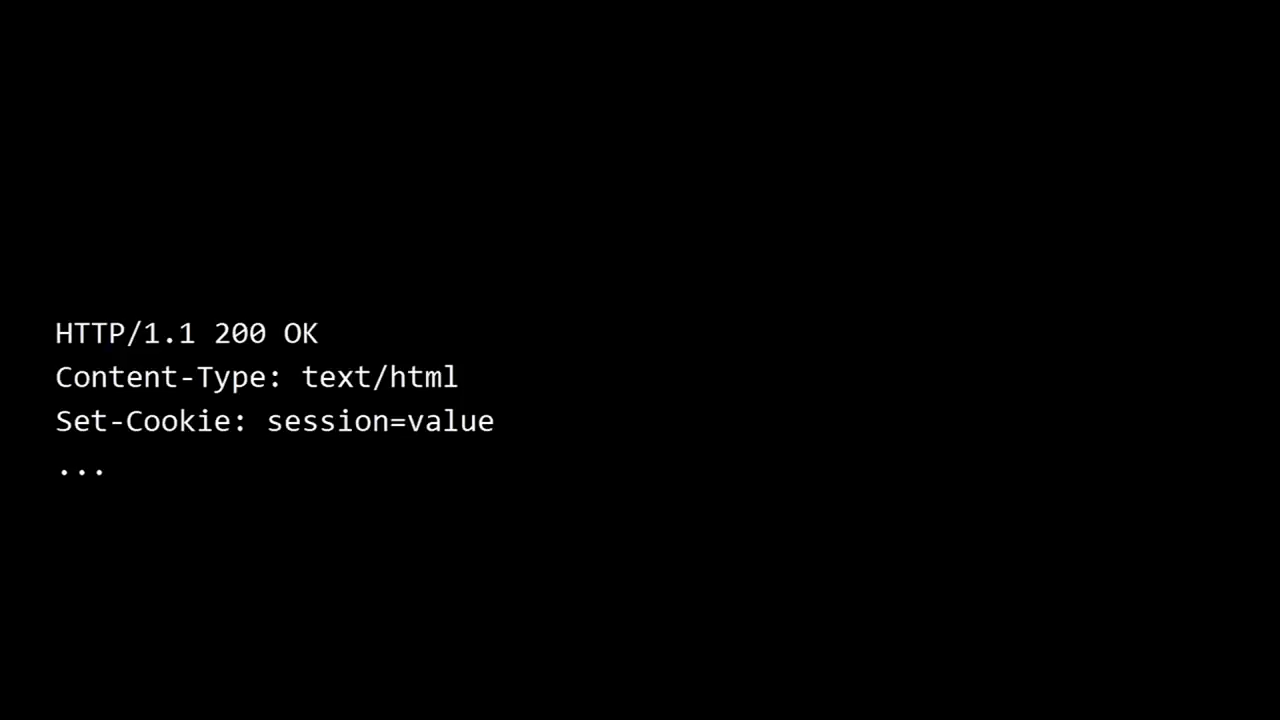 HTTP/1.1 200 OK
Content-Type: text/html
Set-Cookie: session=value
...